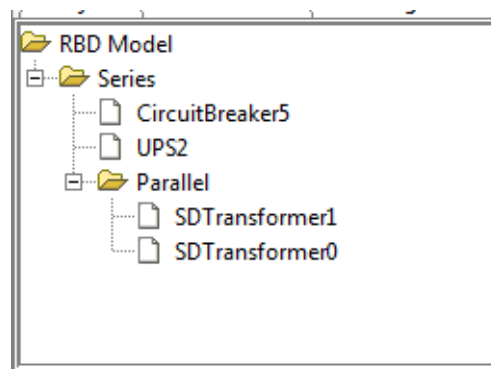 RBD Model
Series
CircuitBreaker5
UPS2
Parallel
SDTransformer1
SDTransformer0